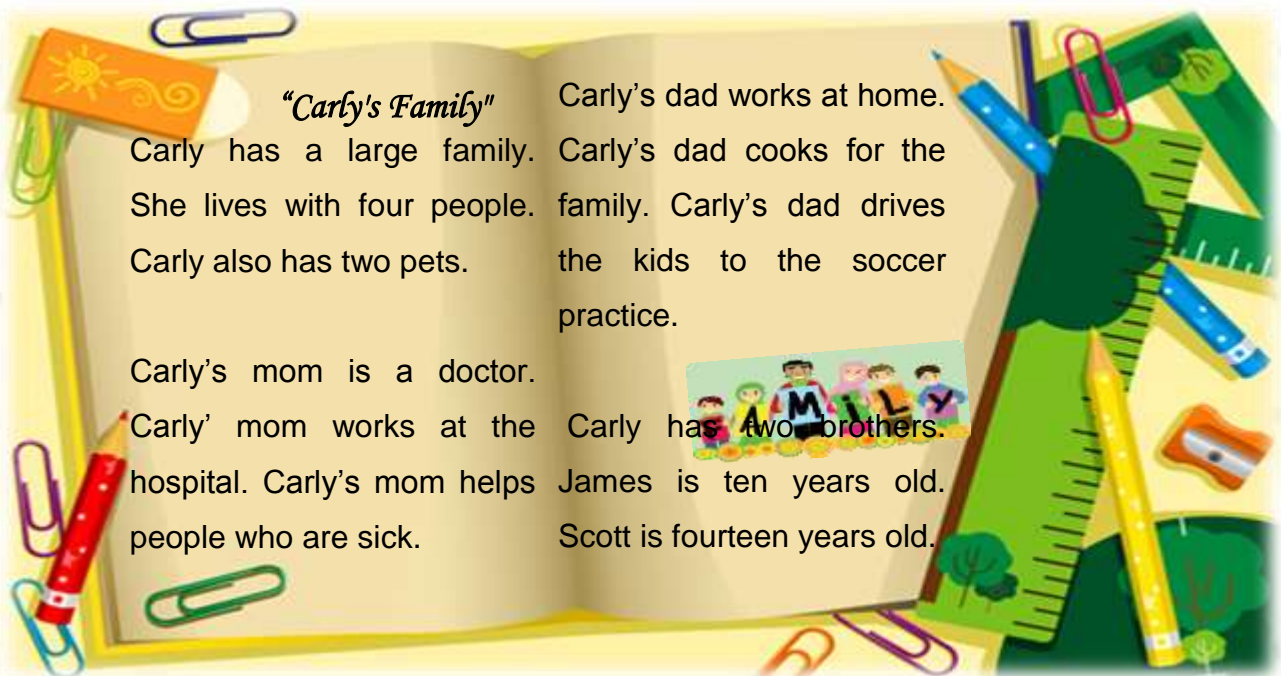 “Carly's Family"
Carly has a large family.
She lives with four people.
Carly also has two pets.
Carly’s mom is a doctor.
Carly’ mom works at the
hospital. Carly’s mom helps
people who are sick.
Carly’s dad works at home.
Carly’s dad cooks for the
family. Carly’s dad drives
the kids to the soccer
practice.
AMiLY
Carly has two brothers.
James is ten years old.
Scott is fourteen years old.